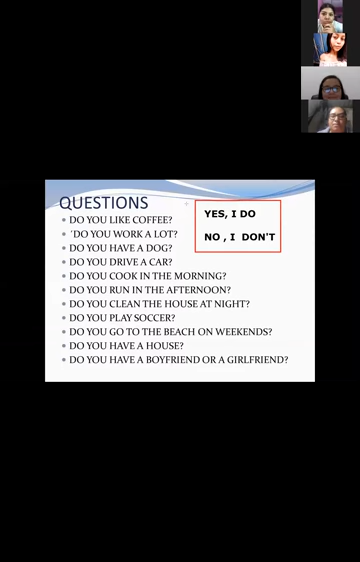 QUESTIONS
YES, I DO
NO , I DON'T
DO YOU LIKE COFFEE?
´DO YOU WORK A LOT?
DO YOU HAVE A DOG?
DO YOU DRIVE A CAR?
DO YOU COOK IN THE MORNING?
DO YOU RUN IN THE AFTERNOON?
DO YOU CLEAN THE HOUSE AT NIGHT?
DO YOU PLAY SOCCER?
DO YOU GO TO THE BEACH ON WEEKENDS?
DO YOU HAVE A HOUSE?
DO YOU HAVE A BOYFRIEND OR A GIRLFRIEND?